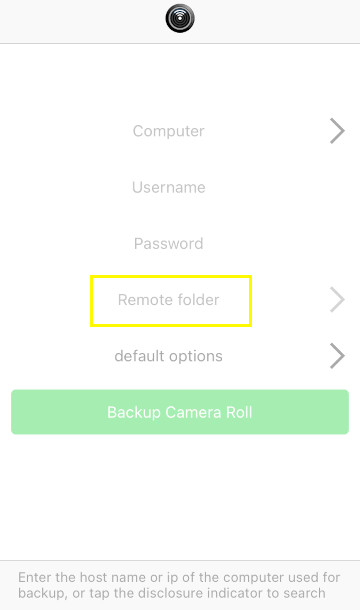 Computer
Username
Password
Remote folder
default options
Backup Camera Roll
Enter the host name or ip of the computer used for
backup, or tap the disclosure indicator to search